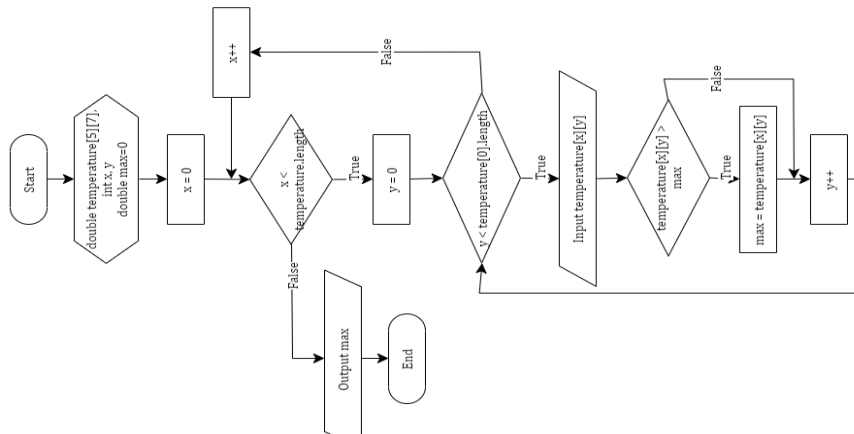 Start
double temperature[5][7],
int x, y
double max=0
x = 0
x++
x <
temperature.length
True
False
y = 0
y < temperature[0].length
False
True
Input temperature[x][y]
temperature[x][y] >
max
False
True
max = temperature[x][y]
y++
Output max
End